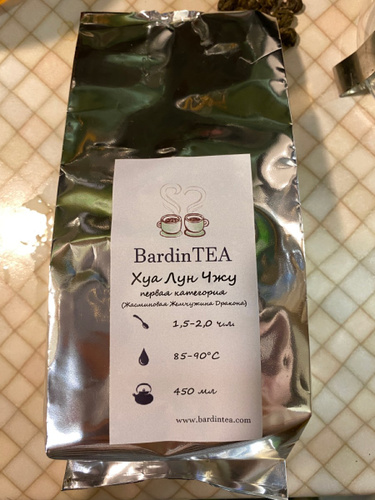 BardinTEA
Хуа Лун Чжу
первая категория
(Жасминовая Жемчужина Дракона)
1,5-2,0 ч.л.
85-90°C
450 мл
www.bardintea.com